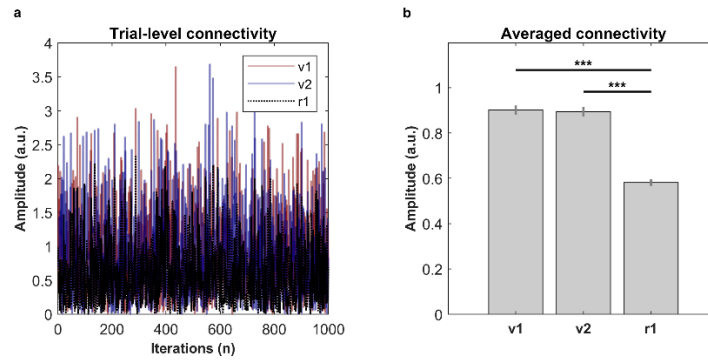 a
Trial-level connectivity
4
3.5
3
2.5
2
1.5
1
0.5
0
Amplitude (a.u.)
v1
v2
r1
0 200 400 600 800 1000
Iterations (n)
b
Averaged connectivity
***
***
1
0.8
0.6
0.4
0.2
0
Amplitude (a.u.)
v1 v2 r1